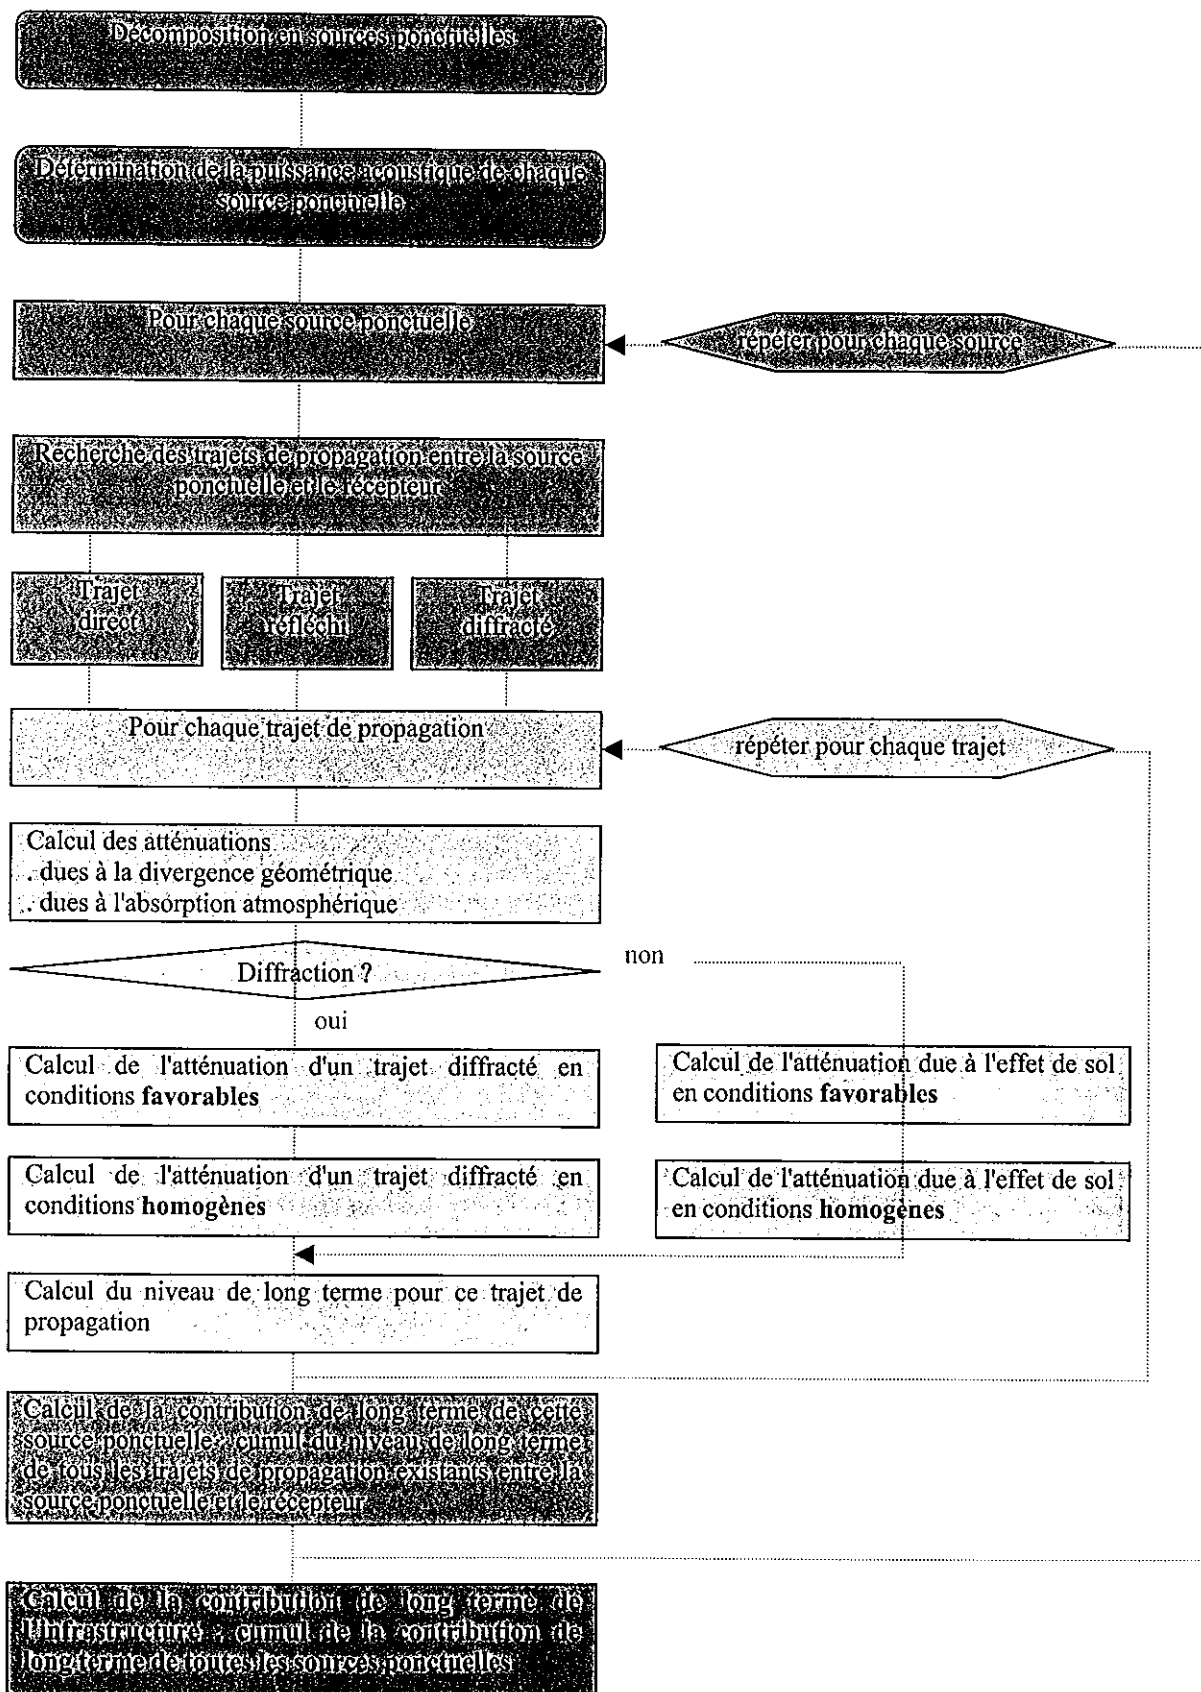 Décomposition en sources ponctuelles
Détermination de la puissance acoustique de chaque
source ponctuelle
Pour chaque source ponctuelle
répéter pour chaque source
Recherche des trajets de propagation entre la source
ponctuelle et le récepteur
Trajet
direct
Trajet
réfléchi
Trajet
diffracté
Pour chaque trajet de propagation
répéter pour chaque trajet
Calcul des atténuations
. dues à la divergence géométrique
. dues à l'absorption atmosphérique
Diffraction ?
non
oui
Calcul de l'atténuation d'un trajet diffracté en
conditions favorables
Calcul de l'atténuation due à l'effet de sol
en conditions favorables
Calcul de l'atténuation d'un trajet diffracté en
conditions homogènes
Calcul de l'atténuation due à l'effet de sol
en conditions homogènes
Calcul du niveau de long terme pour ce trajet de
propagation
Calcul de la contribution de long terme de cette
source ponctuelle : cumul du niveau de long terme
de tous les trajets de propagation existants entre la
source ponctuelle et le récepteur
Calcul de la contribution de long terme de
l'infrastructure : cumul de la contribution de
long terme de toutes les sources ponctuelles